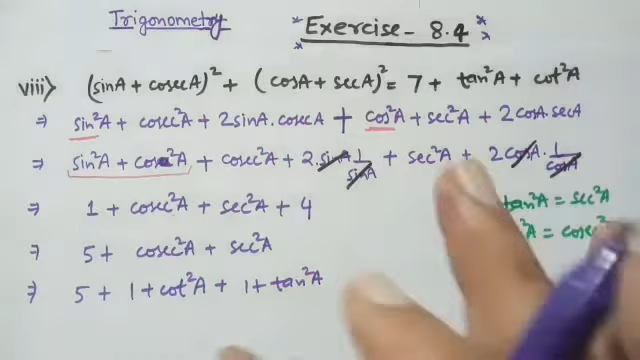 Trigonometry
Exercise - 8.4
viii) (sinA + cosecA)² + (cosA + secA)² = 7 + tan²A + cot²A
⇒ sin²A + cosec²A + 2sinA.cosecA + cos²A + sec²A + 2cosA.secA
⇒ sin²A + cos²A + cosec²A + 2.sinA.1/sinA + sec²A + 2cosA.1/cosA
⇒ 1 + cosec²A + sec²A + 4
tan²A = sec²A
⇒ 5 + cosec²A + sec²A
²A = cosec²
⇒ 5 + 1 + cot²A + 1 + tan²A